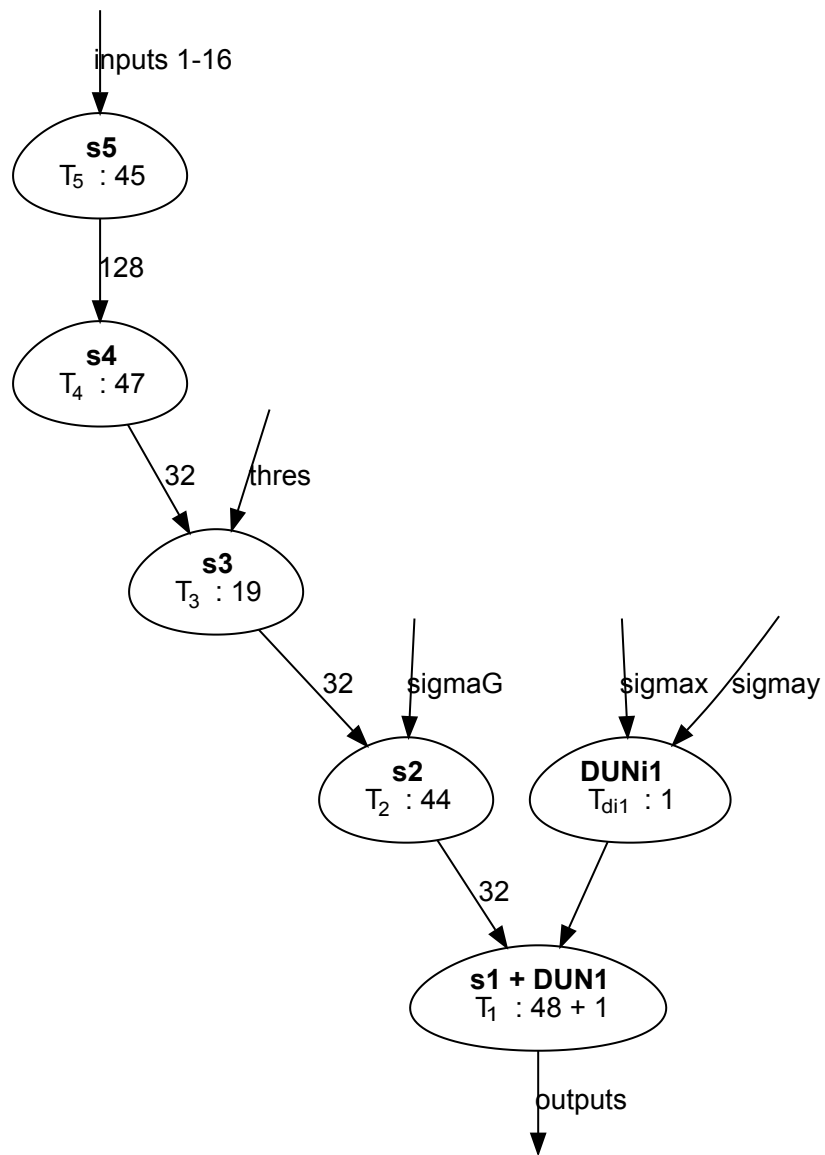 inputs 1-16
s5
T5 : 45
128
s4
T4 : 47
32
thres
s3
T3 : 19
32
sigmaG
sigmax
sigmay
s2
T2 : 44
DUNi1
Tdi1 : 1
32
s1 + DUN1
T1 : 48 + 1
outputs